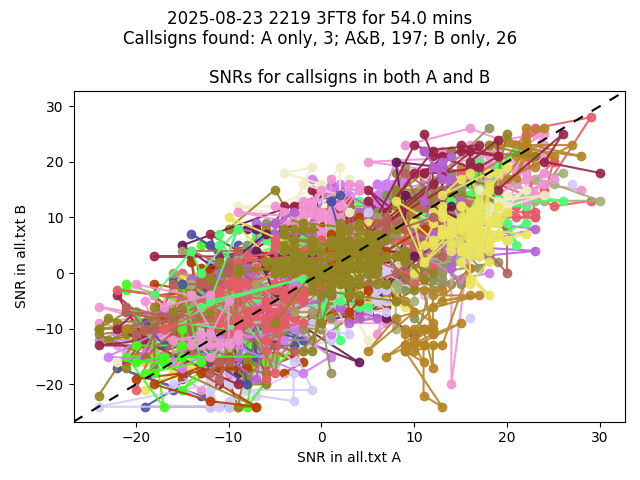 2025-08-23 2219 3FT8 for 54.0 mins
Callsigns found: A only, 3; A&B, 197; B only, 26
SNRs for callsigns in both A and B
30
20
10
0
−10
−20
SNR in all.txt B
−20
−10
0
10
20
30
SNR in all.txt A